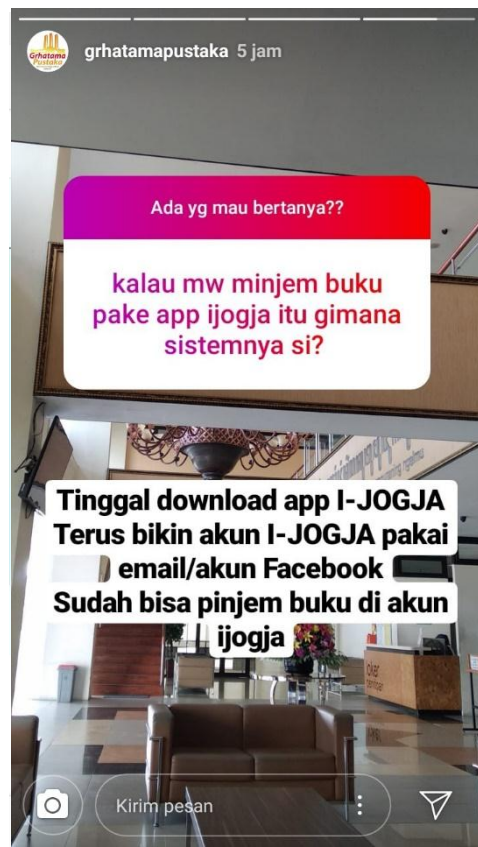 Grhatama
Pustaka
grhatamapustaka 5 jam
Ada yg mau bertanya??
kalau mw minjem buku
pake app ijogja itu gimana
sistemnya si?
Tinggal download app I-JOGJA
Terus bikin akun I-JOGJA pakai
email/akun Facebook
Sudah bisa pinjem buku di akun
ijogja
Kirim pesan